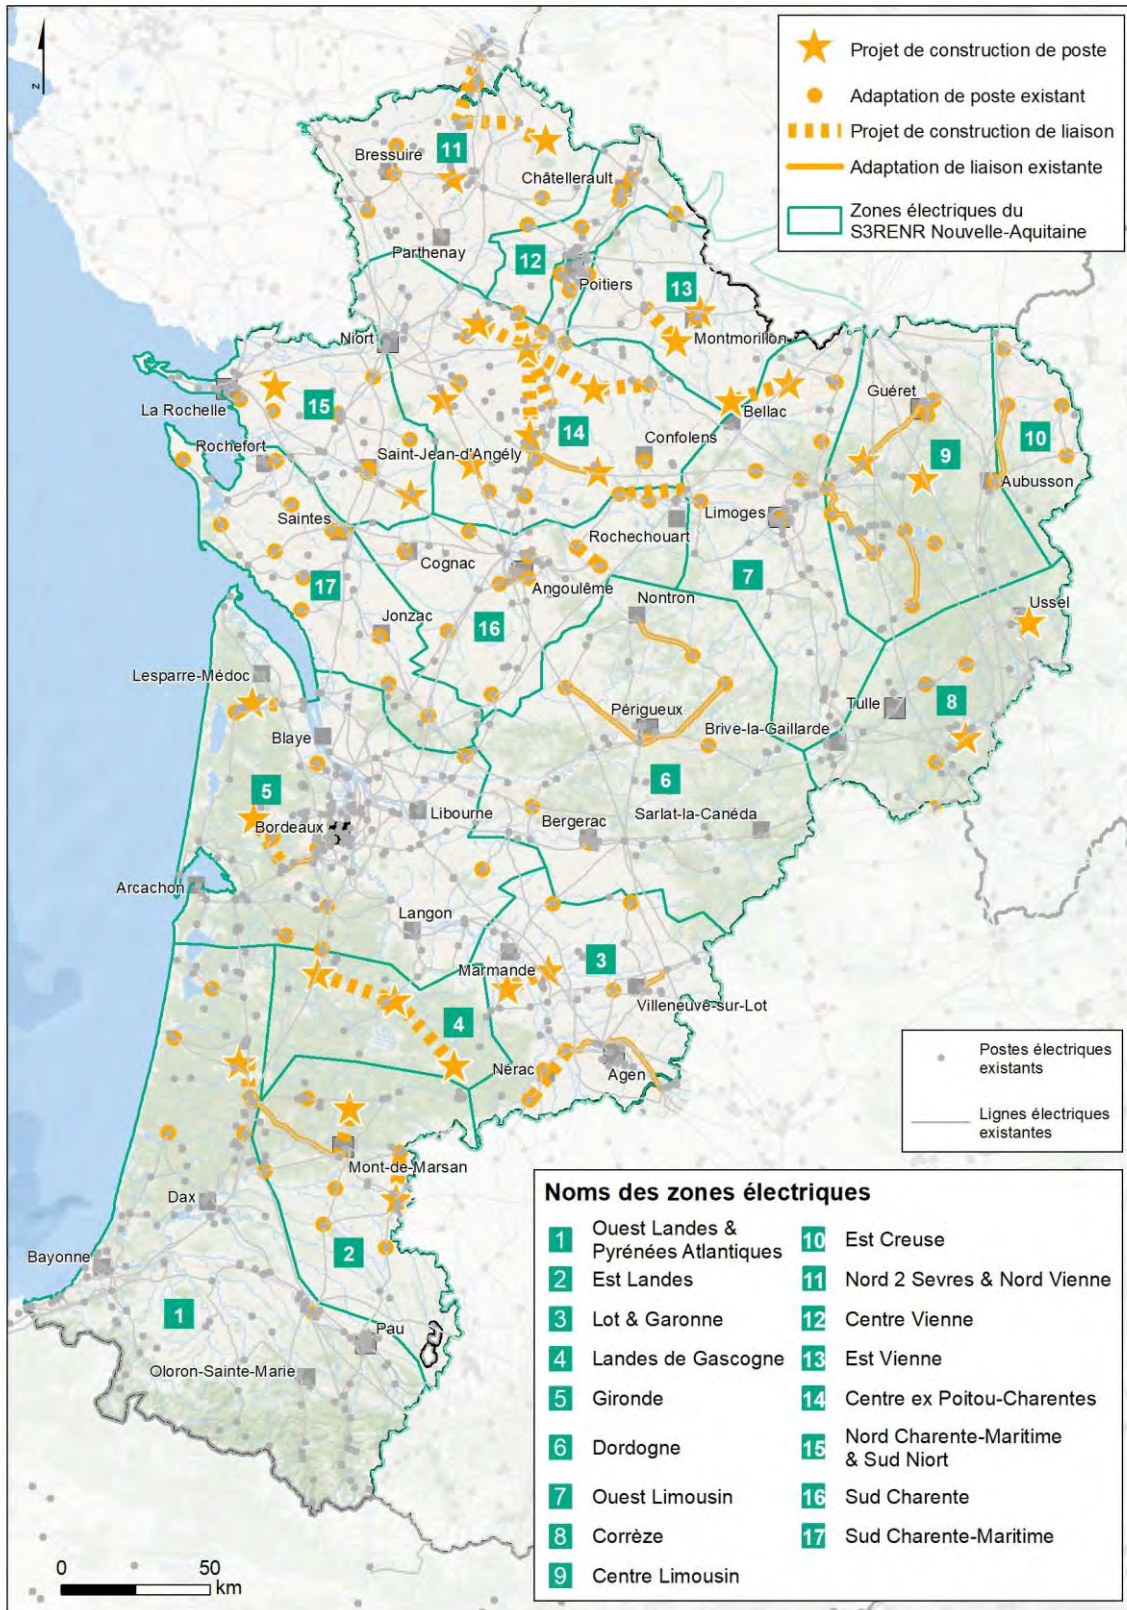 z
Projet de construction de poste
Adaptation de poste existant
Projet de construction de liaison
Adaptation de liaison existante
Zones électriques du
S3RENR Nouvelle-Aquitaine
Bressuire
11
Châtellerault
Parthenay
12
Poitiers
13
Niort
Montmorillon
La Rochelle
15
Bellac
Guéret
Rochefort
14
Confolens
10
Saint-Jean-d'Angély
9
Aubusson
Saintes
Limoges
Rochechouart
Cognac
17
Angoulême
7
Nontron
Jonzac
16
Ussel
Lesparre-Médoc
8
Tulle
Périgueux
Blaye
Brive-la-Gaillarde
6
5
Libourne
Bordeaux
Bergerac
Sarlat-la-Canéda
Arcachon
Langon
Marmande
3
Villeneuve-sur-Lot
4
Nérac
Agen
Postes électriques
existants
Lignes électriques
existantes
Mont-de-Marsan
Dax
2
Bayonne
1
Pau
Oloron-Sainte-Marie
0 50
km
Noms des zones électriques
1 Ouest Landes &
Pyrénées Atlantiques
2 Est Landes
3 Lot & Garonne
4 Landes de Gascogne
5 Gironde
6 Dordogne
7 Ouest Limousin
8 Corrèze
9 Centre Limousin
10 Est Creuse
11 Nord 2 Sevres & Nord Vienne
12 Centre Vienne
13 Est Vienne
14 Centre ex Poitou-Charentes
15 Nord Charente-Maritime
& Sud Niort
16 Sud Charente
17 Sud Charente-Maritime